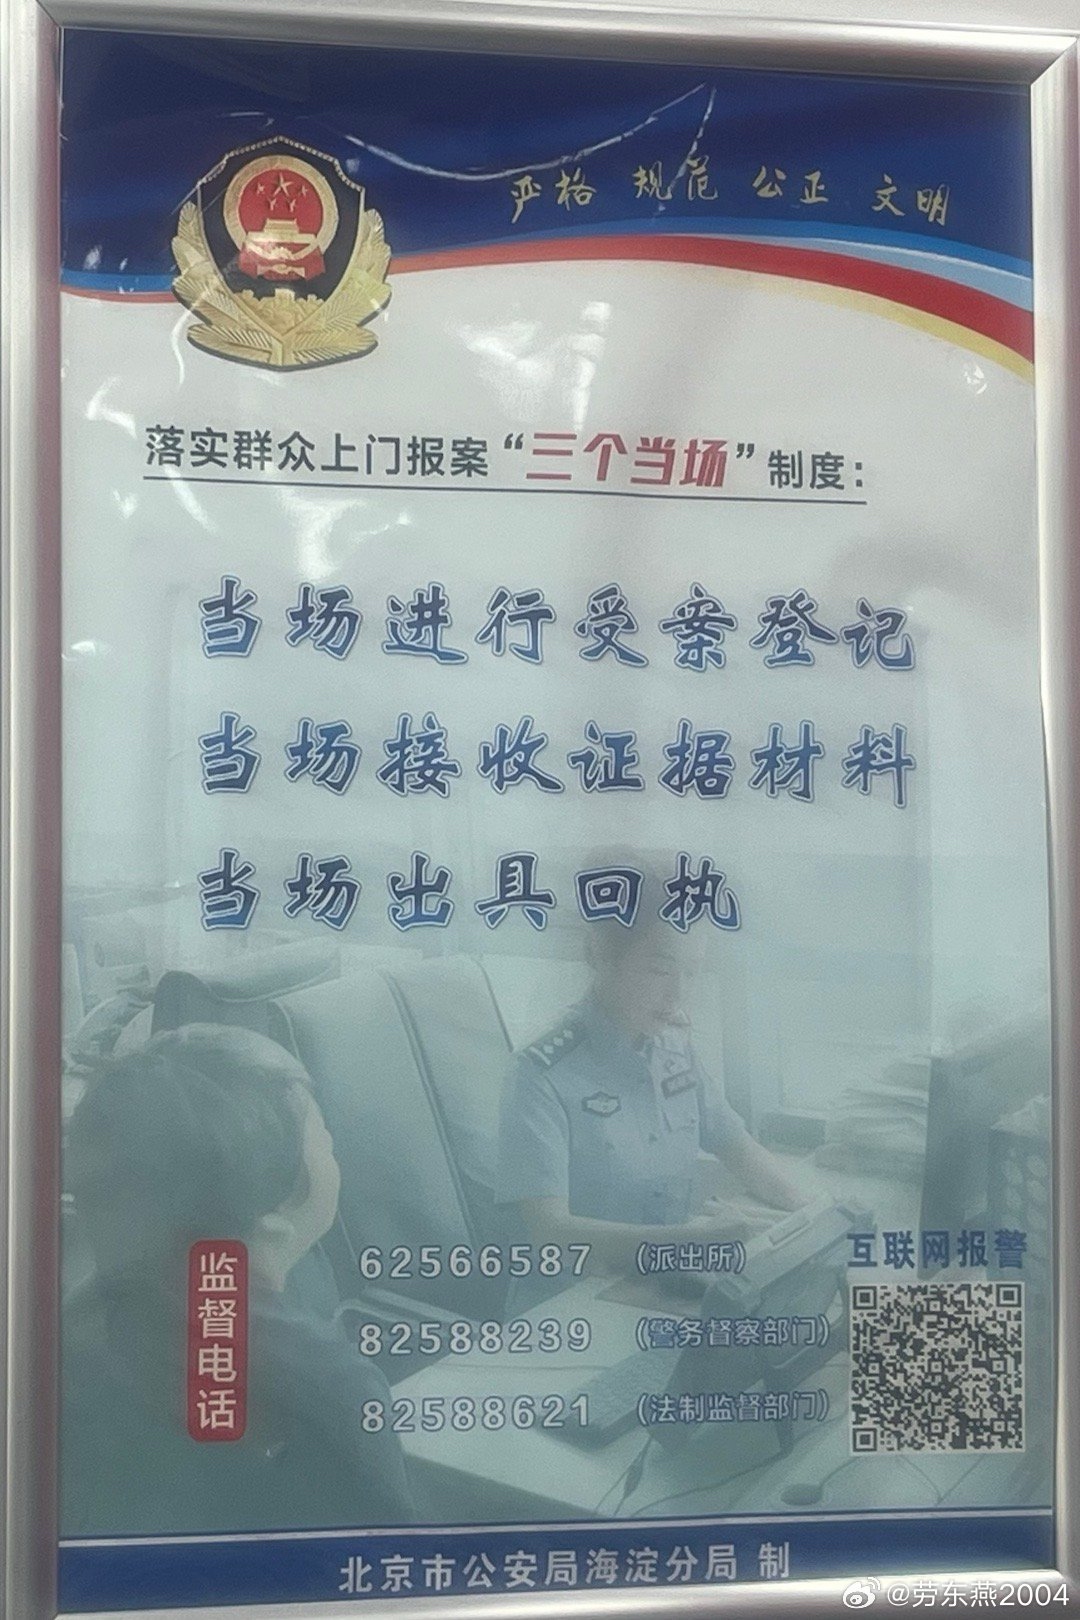 严格 规范 公正 文明
落实群众上门报案“三个当场”制度：
当场进行受案登记
当场接收证据材料
当场出具回执
监督电话
62566587 （派出所）
82588239 （警务督察部门）
82588621 （法制监督部门）
互联网报警
北京市公安局海淀分局 制
@劳东燕2004